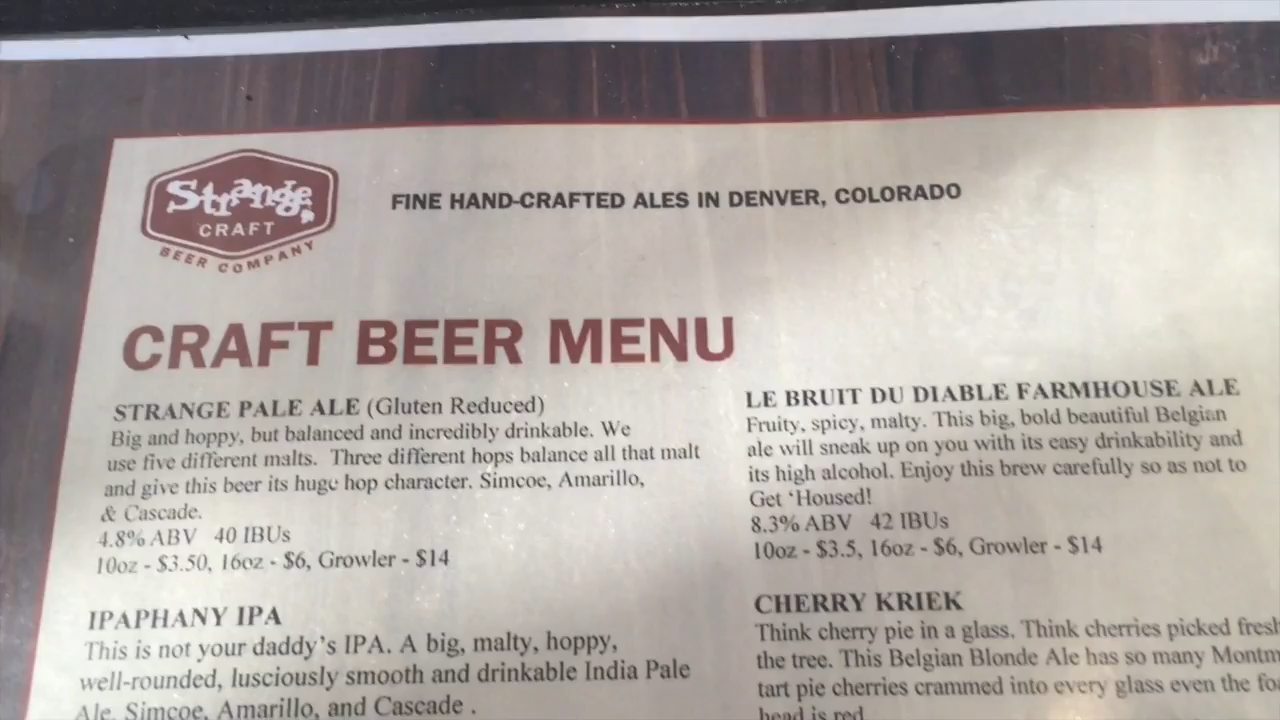 Strange
CRAFT
BEER COMPANY
FINE HAND-CRAFTED ALES IN DENVER, COLORADO
CRAFT BEER MENU
STRANGE PALE ALE (Gluten Reduced)
Big and hoppy, but balanced and incredibly drinkable. We
use five different malts. Three different hops balance all that malt
and give this beer its huge hop character. Simcoe, Amarillo,
& Cascade.
4.8% ABV 40 IBUs
10oz - $3.50, 16oz - $6, Growler - $14
IPAPHANY IPA
This is not your daddy's IPA. A big, malty, hoppy,
well-rounded, lusciously smooth and drinkable India Pale
Ale. Simcoe, Amarillo, and Cascade .
LE BRUIT DU DIABLE FARMHOUSE ALE
Fruity, spicy, malty. This big, bold beautiful Belgian
ale will sneak up on you with its easy drinkability and
its high alcohol. Enjoy this brew carefully so as not to
Get 'Housed!
8.3% ABV 42 IBUs
10oz - $3.5, 16oz - $6, Growler - $14
CHERRY KRIEK
Think cherry pie in a glass. Think cherries picked fresh
the tree. This Belgian Blonde Ale has so many Montm
tart pie cherries crammed into every glass even the foa
head is red